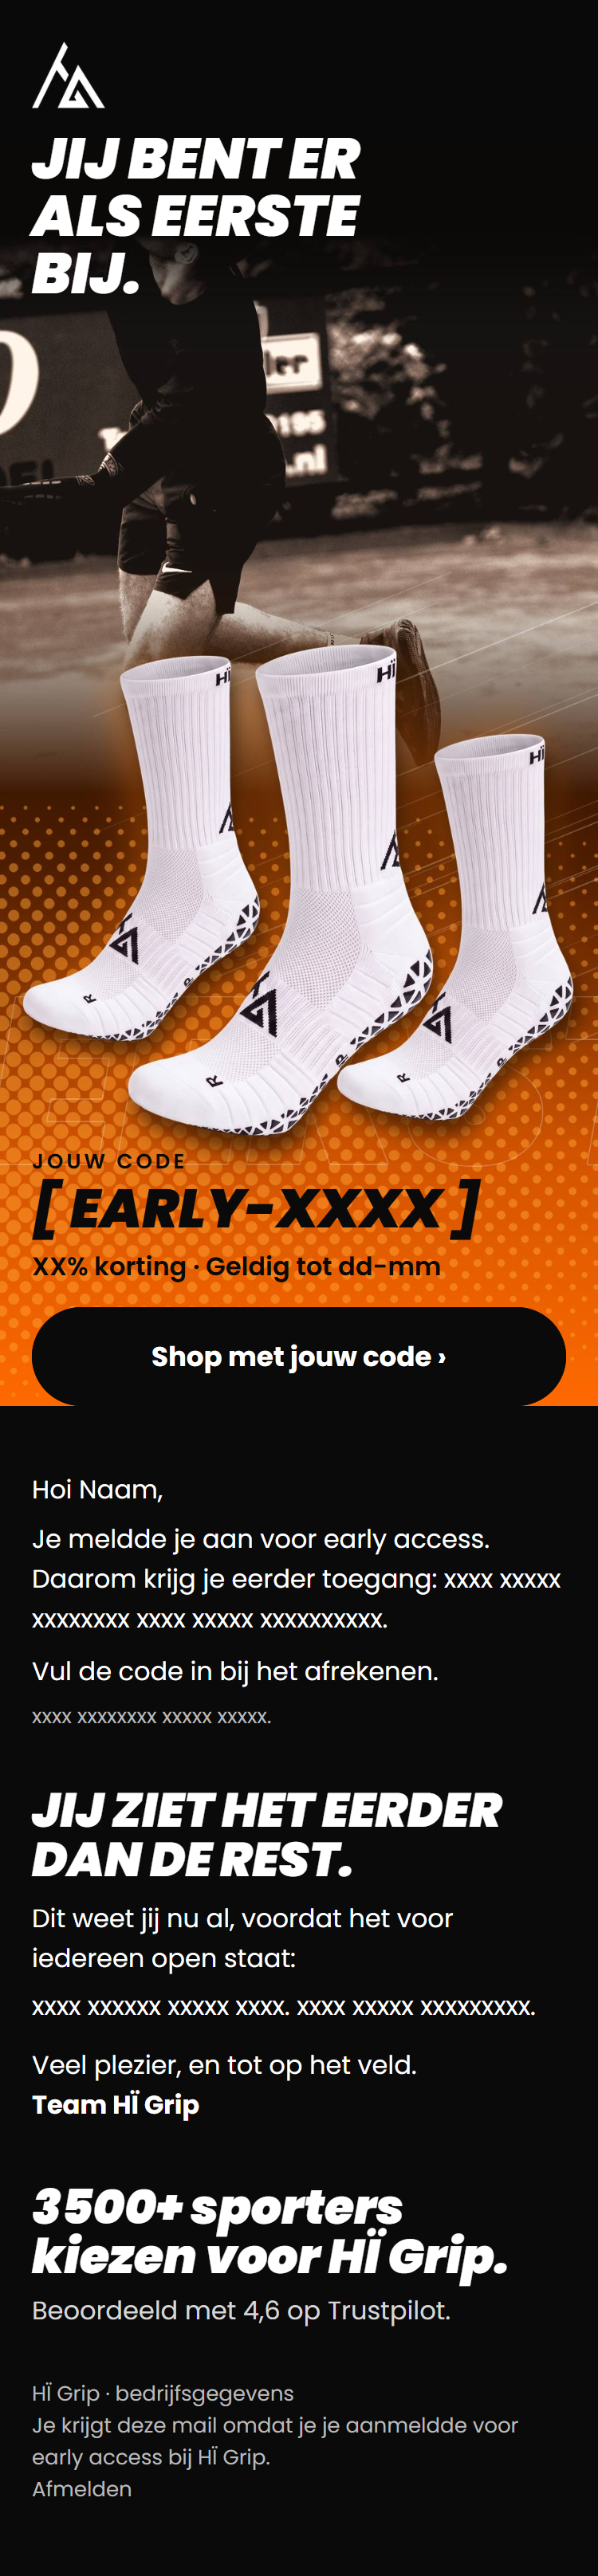 JIJ BENT ER
ALS EERSTE
BIJ.
.nl
HÏ
HÏ
HÏ
R
R
R
JOUW CODE
[ EARLY-XXXX ]
XX% korting · Geldig tot dd-mm
Shop met jouw code ›
Hoi Naam,
Je meldde je aan voor early access.
Daarom krijg je eerder toegang: xxxx xxxxx
xxxxxxxx xxxx xxxxx xxxxxxxxxx.
Vul de code in bij het afrekenen.
xxxx xxxxxxxx xxxxx xxxxx.
JIJ ZIET HET EERDER
DAN DE REST.
Dit weet jij nu al, voordat het voor
iedereen open staat:
xxxx xxxxxx xxxxx xxxx. xxxx xxxxx xxxxxxxxx.
Veel plezier, en tot op het veld.
Team HÏ Grip
3500+ sporters
kiezen voor HÏ Grip.
Beoordeeld met 4,6 op Trustpilot.
HÏ Grip · bedrijfsgegevens
Je krijgt deze mail omdat je je aanmeldde voor
early access bij HÏ Grip.
Afmelden